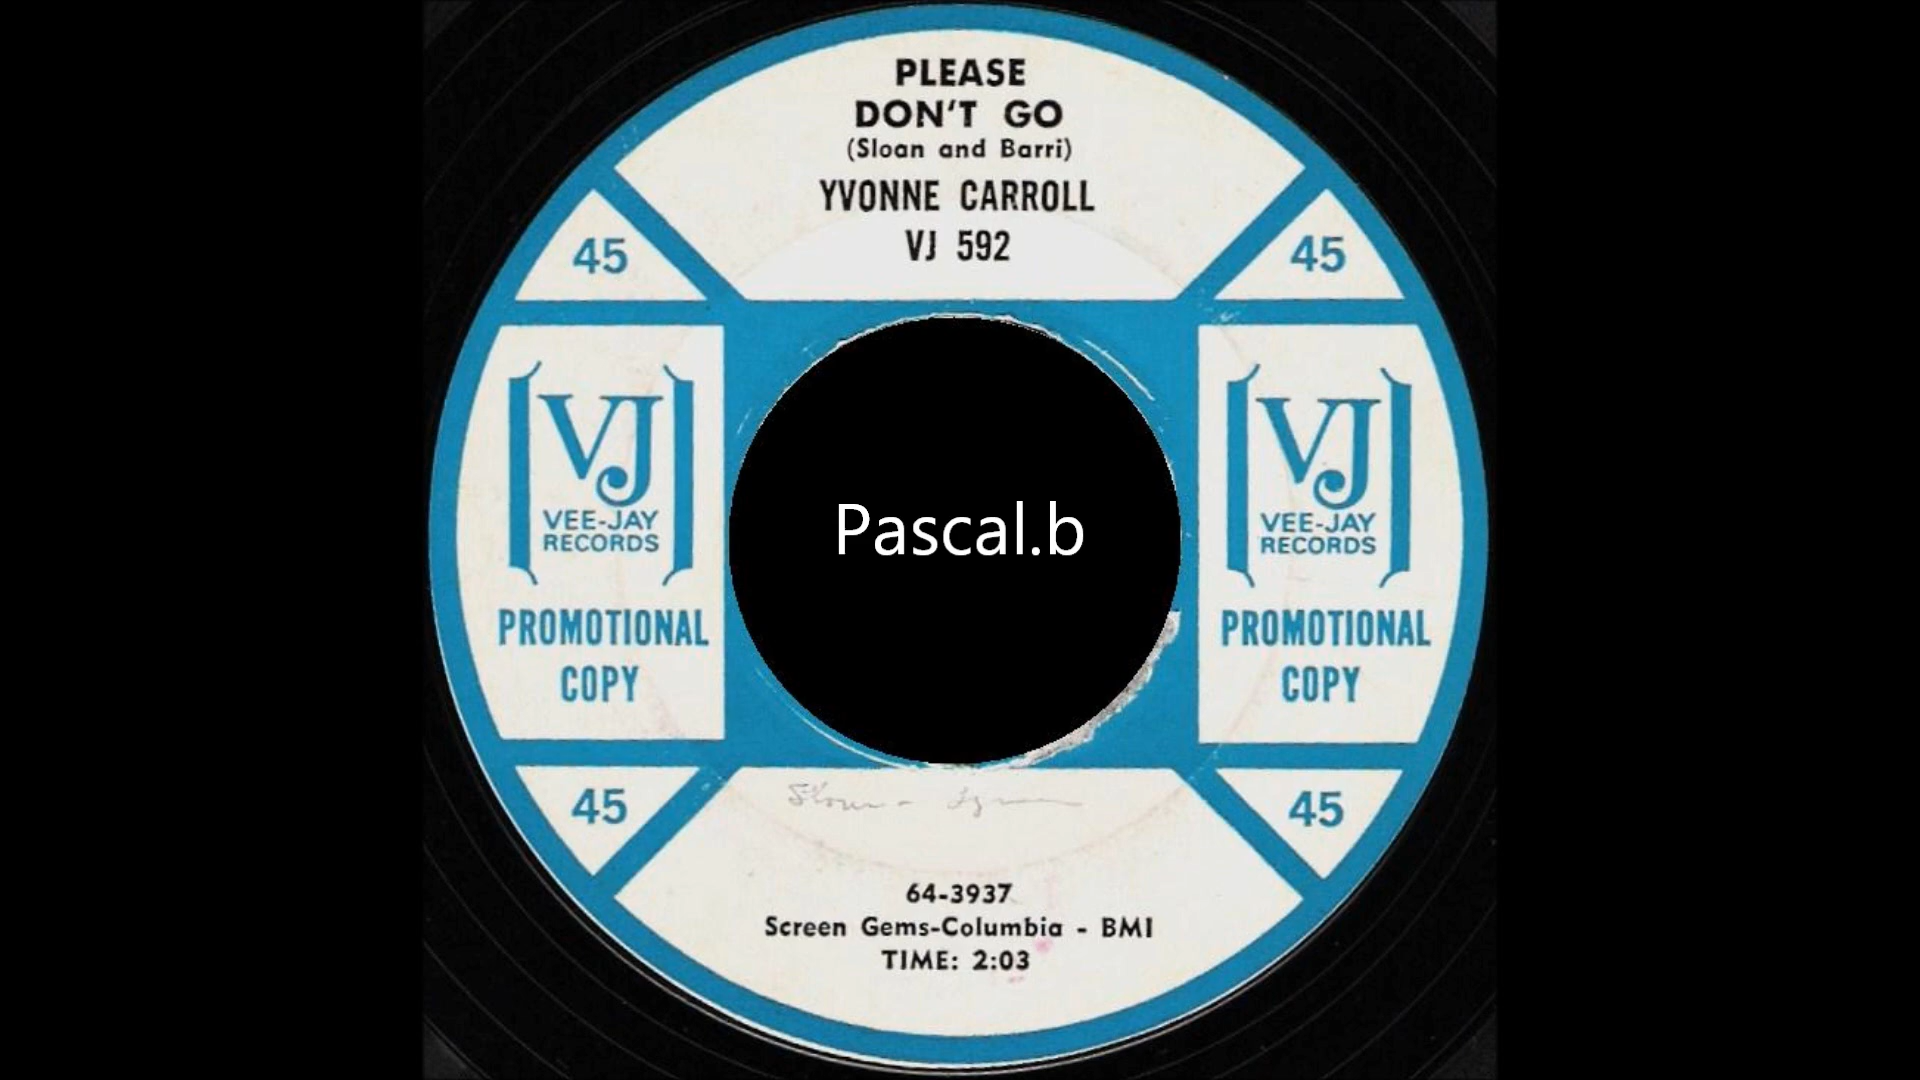 PLEASE
DON'T GO
(Sloan and Barri)
YVONNE CARROLL
VJ 592
45
45
VJ
VEE-JAY
RECORDS
PROMOTIONAL
COPY
Pascal.b
VJ
VEE-JAY
RECORDS
PROMOTIONAL
COPY
45
45
64-3937
Screen Gems-Columbia - BMI
TIME: 2:03